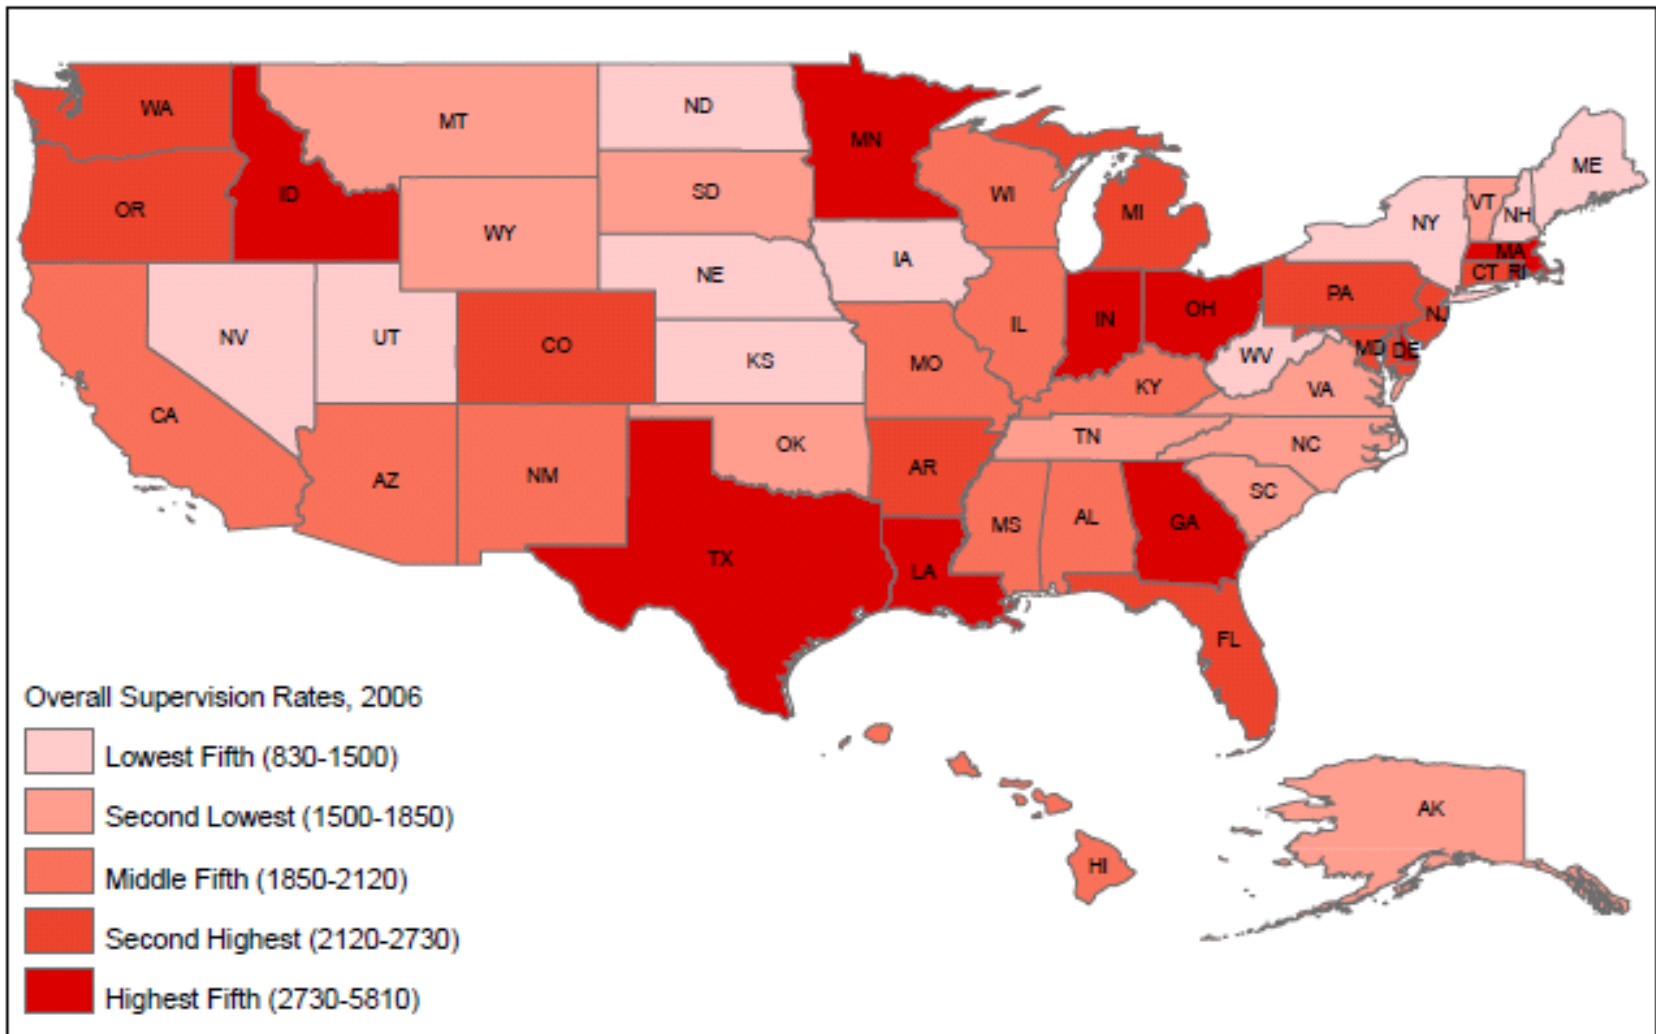 WA
MT
ND
MN
ME
ID
SD
WI
VT
OR
MI
NH
NY
WY
MA
IA
NE
CT RI
PA
NV
UT
CO
IL
IN
OH
NJ
KS
MO
WV
MD
DE
CA
KY
VA
OK
TN
NC
AZ
NM
AR
SC
MS
AL
GA
TX
LA
FL
Overall Supervision Rates, 2006
Lowest Fifth (830-1500)
Second Lowest (1500-1850)
AK
Middle Fifth (1850-2120)
HI
Second Highest (2120-2730)
Highest Fifth (2730-5810)